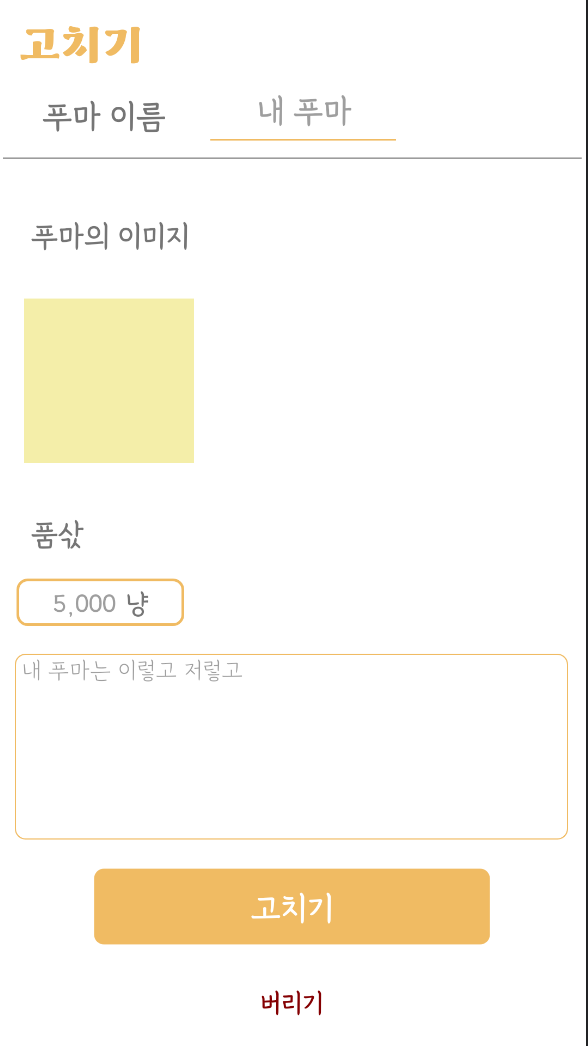 고치기
푸마 이름 내 푸마
푸마의 이미지
품삯
5,000 냥
내 푸마는 이렇고 저렇고
고치기
버리기